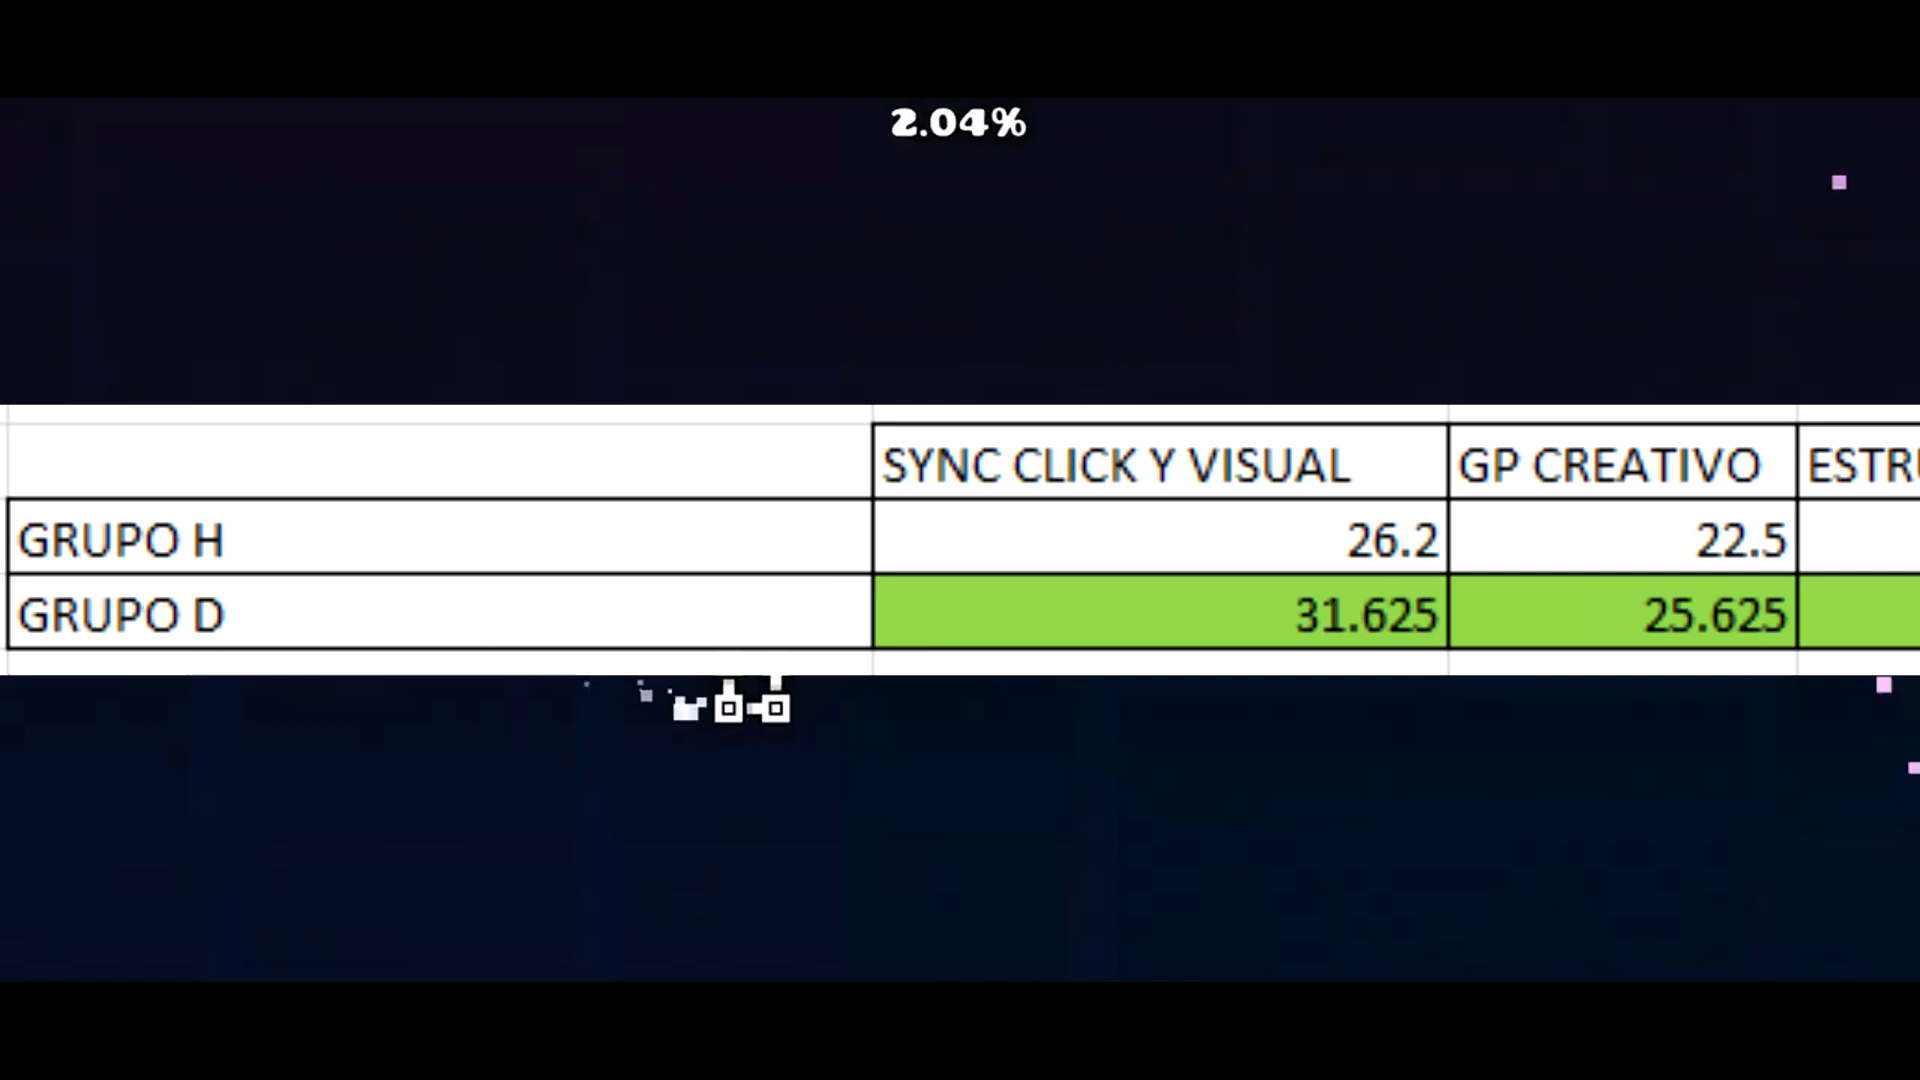 2.04%
SYNC CLICK Y VISUAL GP CREATIVO
GRUPO H 26.2 22.5
GRUPO D 31.625 25.625